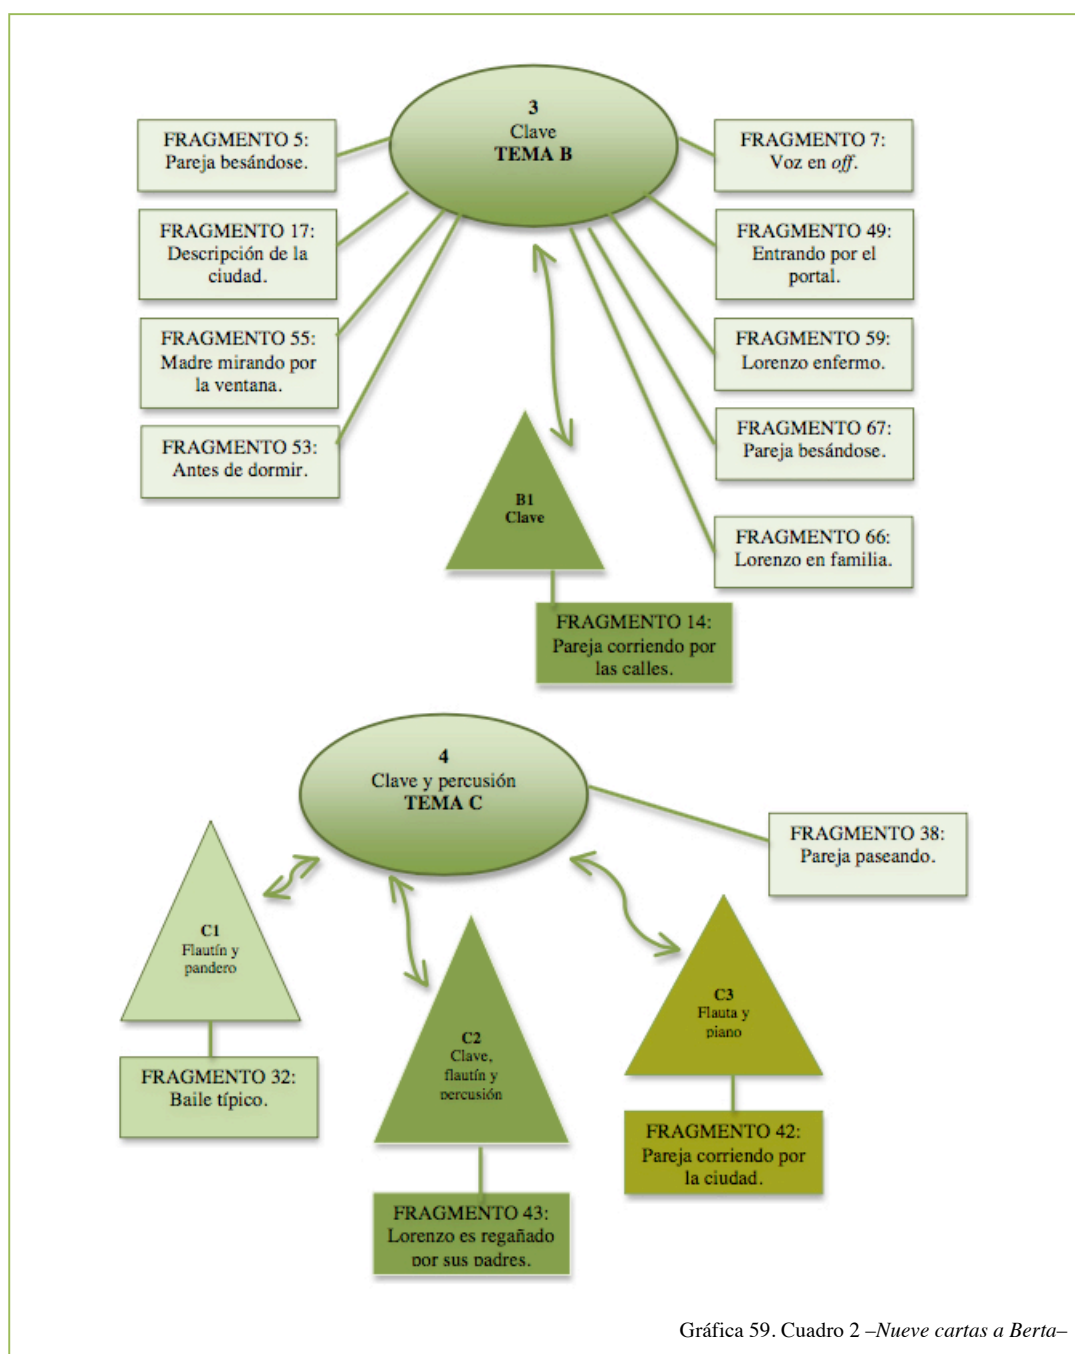 3
Clave
TEMA B
FRAGMENTO 5:
Pareja besándose.
FRAGMENTO 17:
Descripción de la
ciudad.
FRAGMENTO 55:
Madre mirando por
la ventana.
FRAGMENTO 53:
Antes de dormir.
FRAGMENTO 7:
Voz en off.
FRAGMENTO 49:
Entrando por el
portal.
FRAGMENTO 59:
Lorenzo enfermo.
FRAGMENTO 67:
Pareja besándose.
FRAGMENTO 66:
Lorenzo en familia.
B1
Clave
FRAGMENTO 14:
Pareja corriendo por
las calles.
4
Clave y percusión
TEMA C
FRAGMENTO 38:
Pareja paseando.
C1
Flautín y
pandero
FRAGMENTO 32:
Baile típico.
C2
Clave,
flautín y
percusión
FRAGMENTO 43:
Lorenzo es regañado
por sus padres.
C3
Flauta y
piano
FRAGMENTO 42:
Pareja corriendo por
la ciudad.
Gráfica 59. Cuadro 2 –Nueve cartas a Berta–